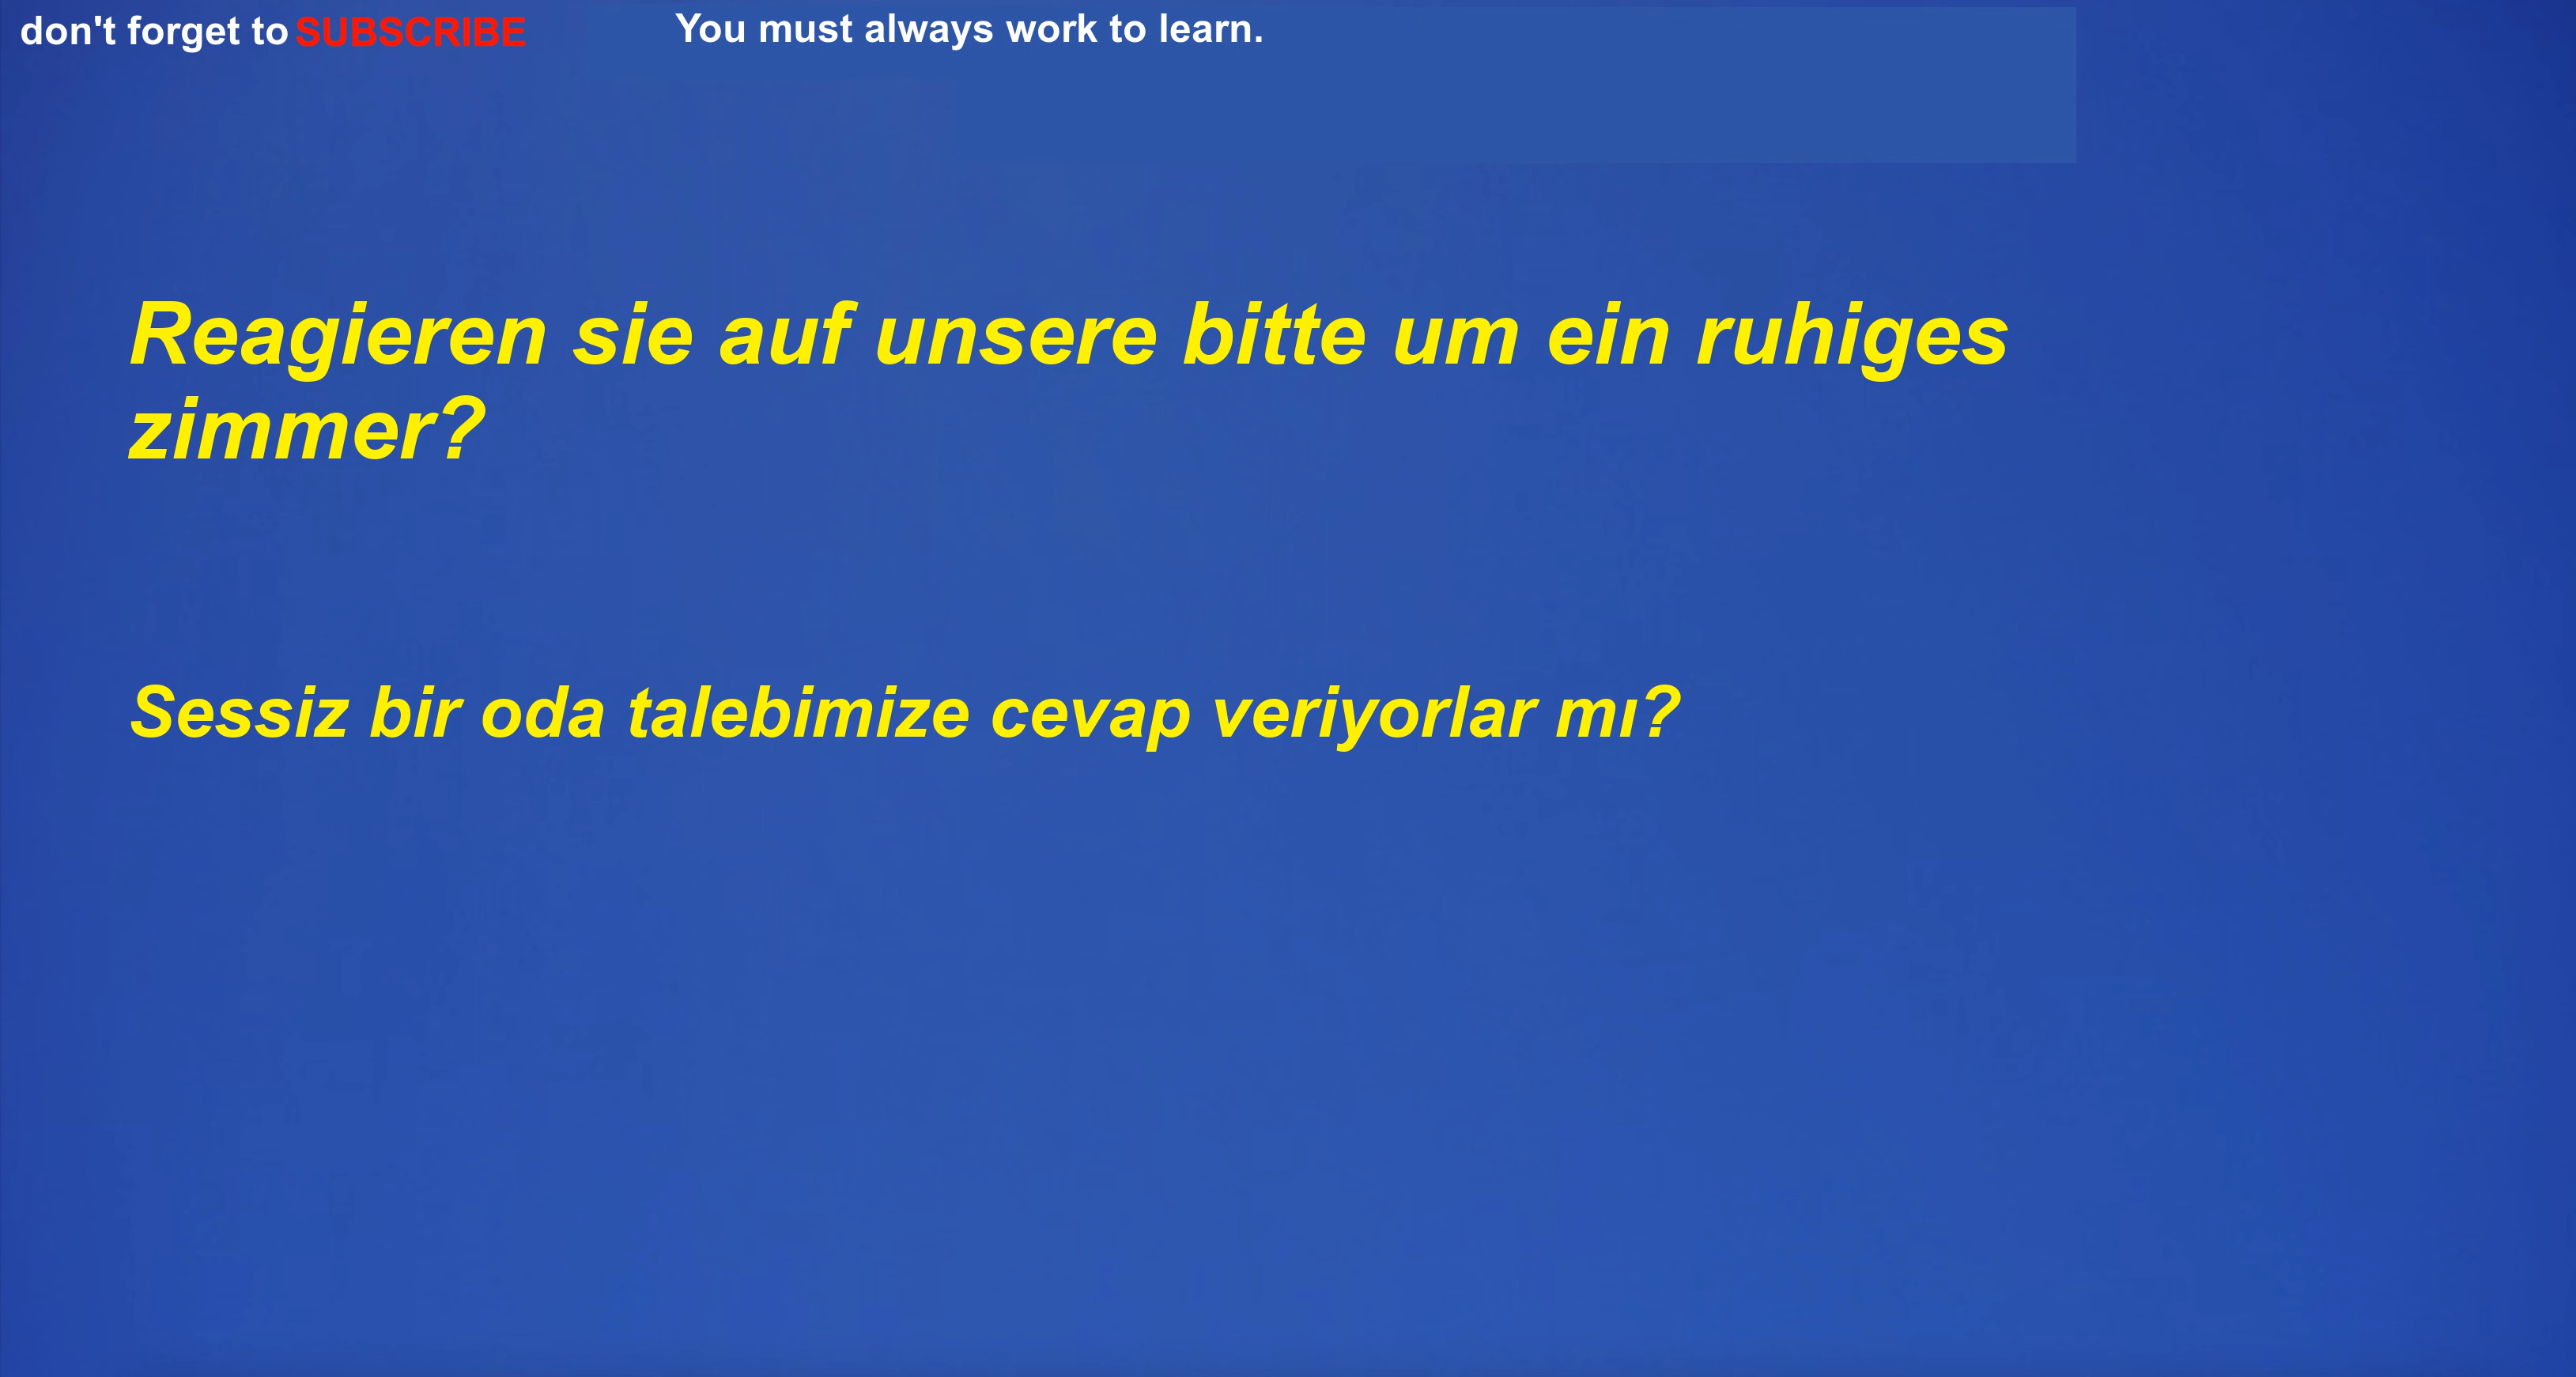 don't forget to SUBSCRIBE
You must always work to learn.
Reagieren sie auf unsere bitte um ein ruhiges
zimmer?
Sessiz bir oda talebimize cevap veriyorlar mı?